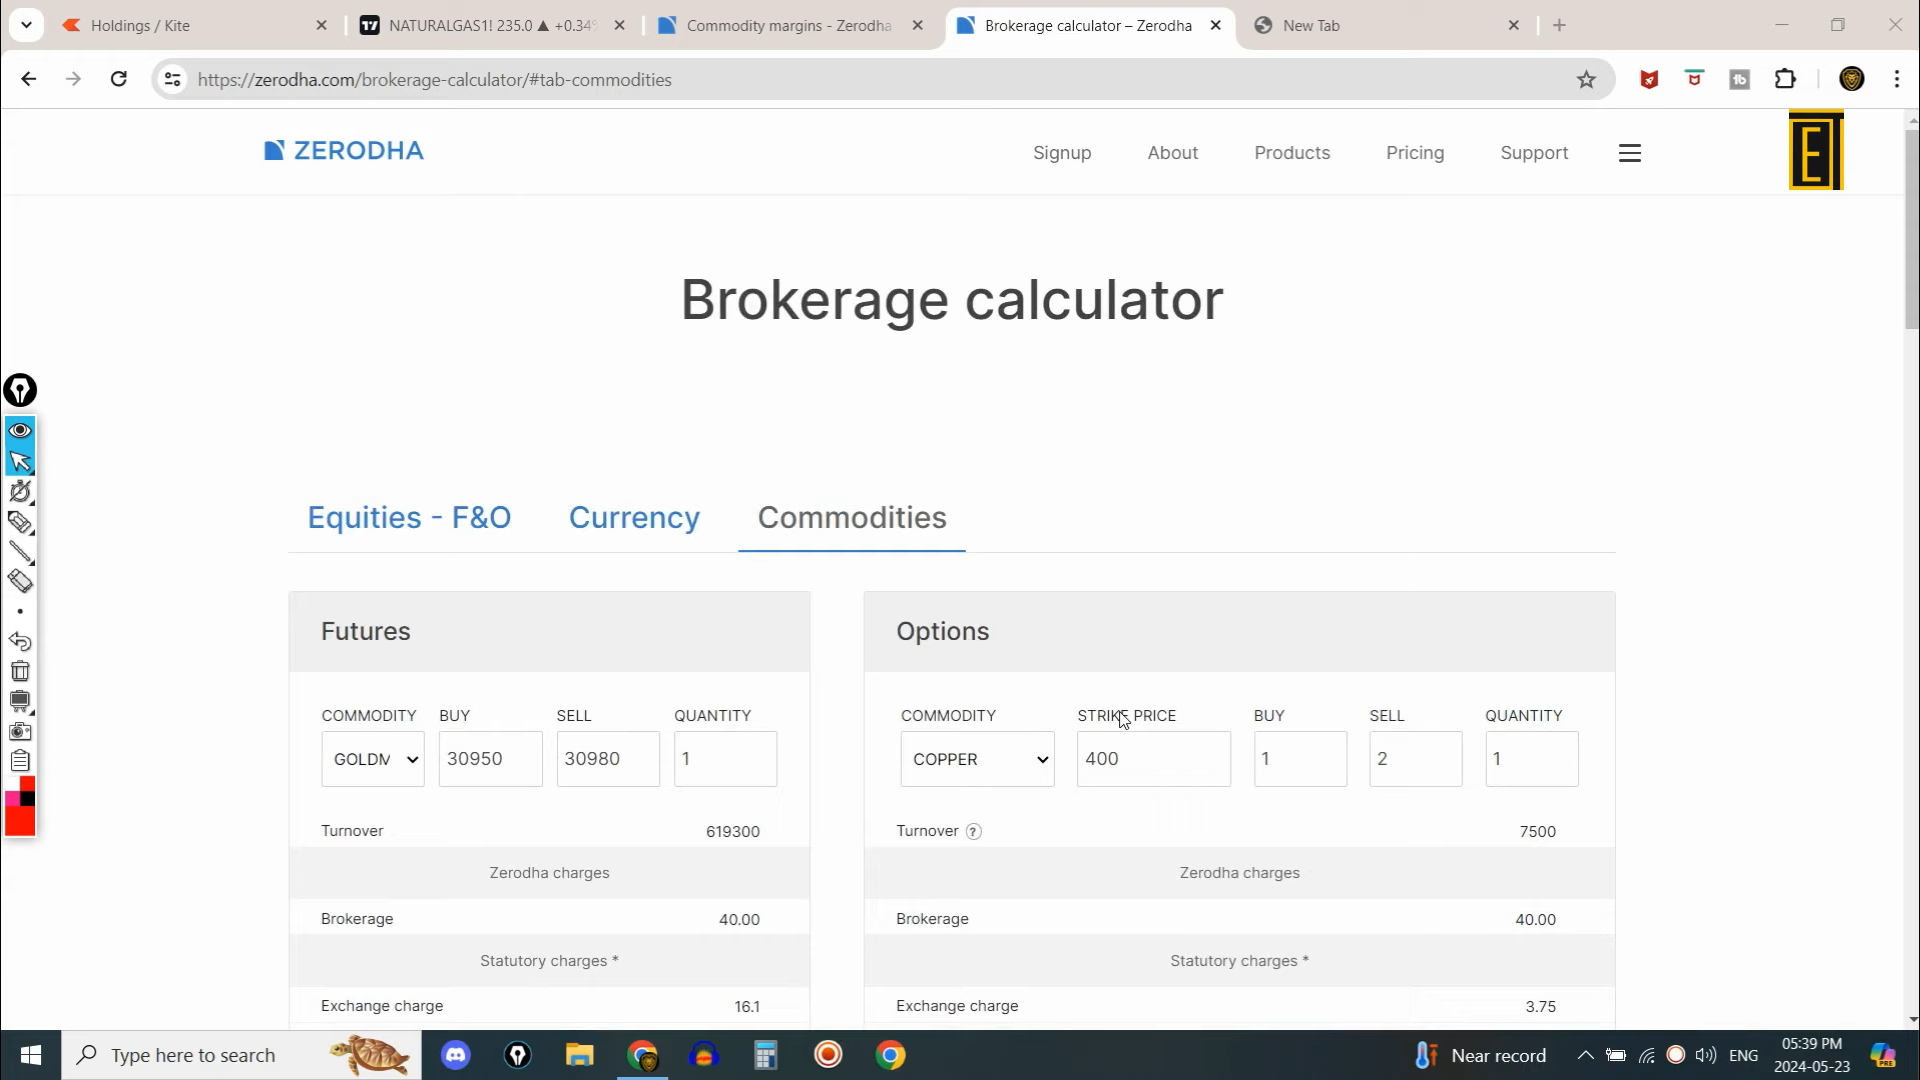 Holdings / Kite
NATURALGAS1! 235.0 ▲ +0.34%
Commodity margins - Zerodha
Brokerage calculator – Zerodha
New Tab
https://zerodha.com/brokerage-calculator/#tab-commodities
ZERODHA
Signup
About
Products
Pricing
Support
E
Brokerage calculator
Equities - F&O
Currency
Commodities
Futures
COMMODITY BUY SELL QUANTITY
GOLDM 30950 30980 1
Turnover 619300
Zerodha charges
Brokerage 40.00
Statutory charges *
Exchange charge 16.1
Options
COMMODITY STRIKE PRICE BUY SELL QUANTITY
COPPER 400 1 2 1
Turnover ? 7500
Zerodha charges
Brokerage 40.00
Statutory charges *
Exchange charge 3.75
Type here to search
Near record
ENG
05:39 PM
2024-05-23